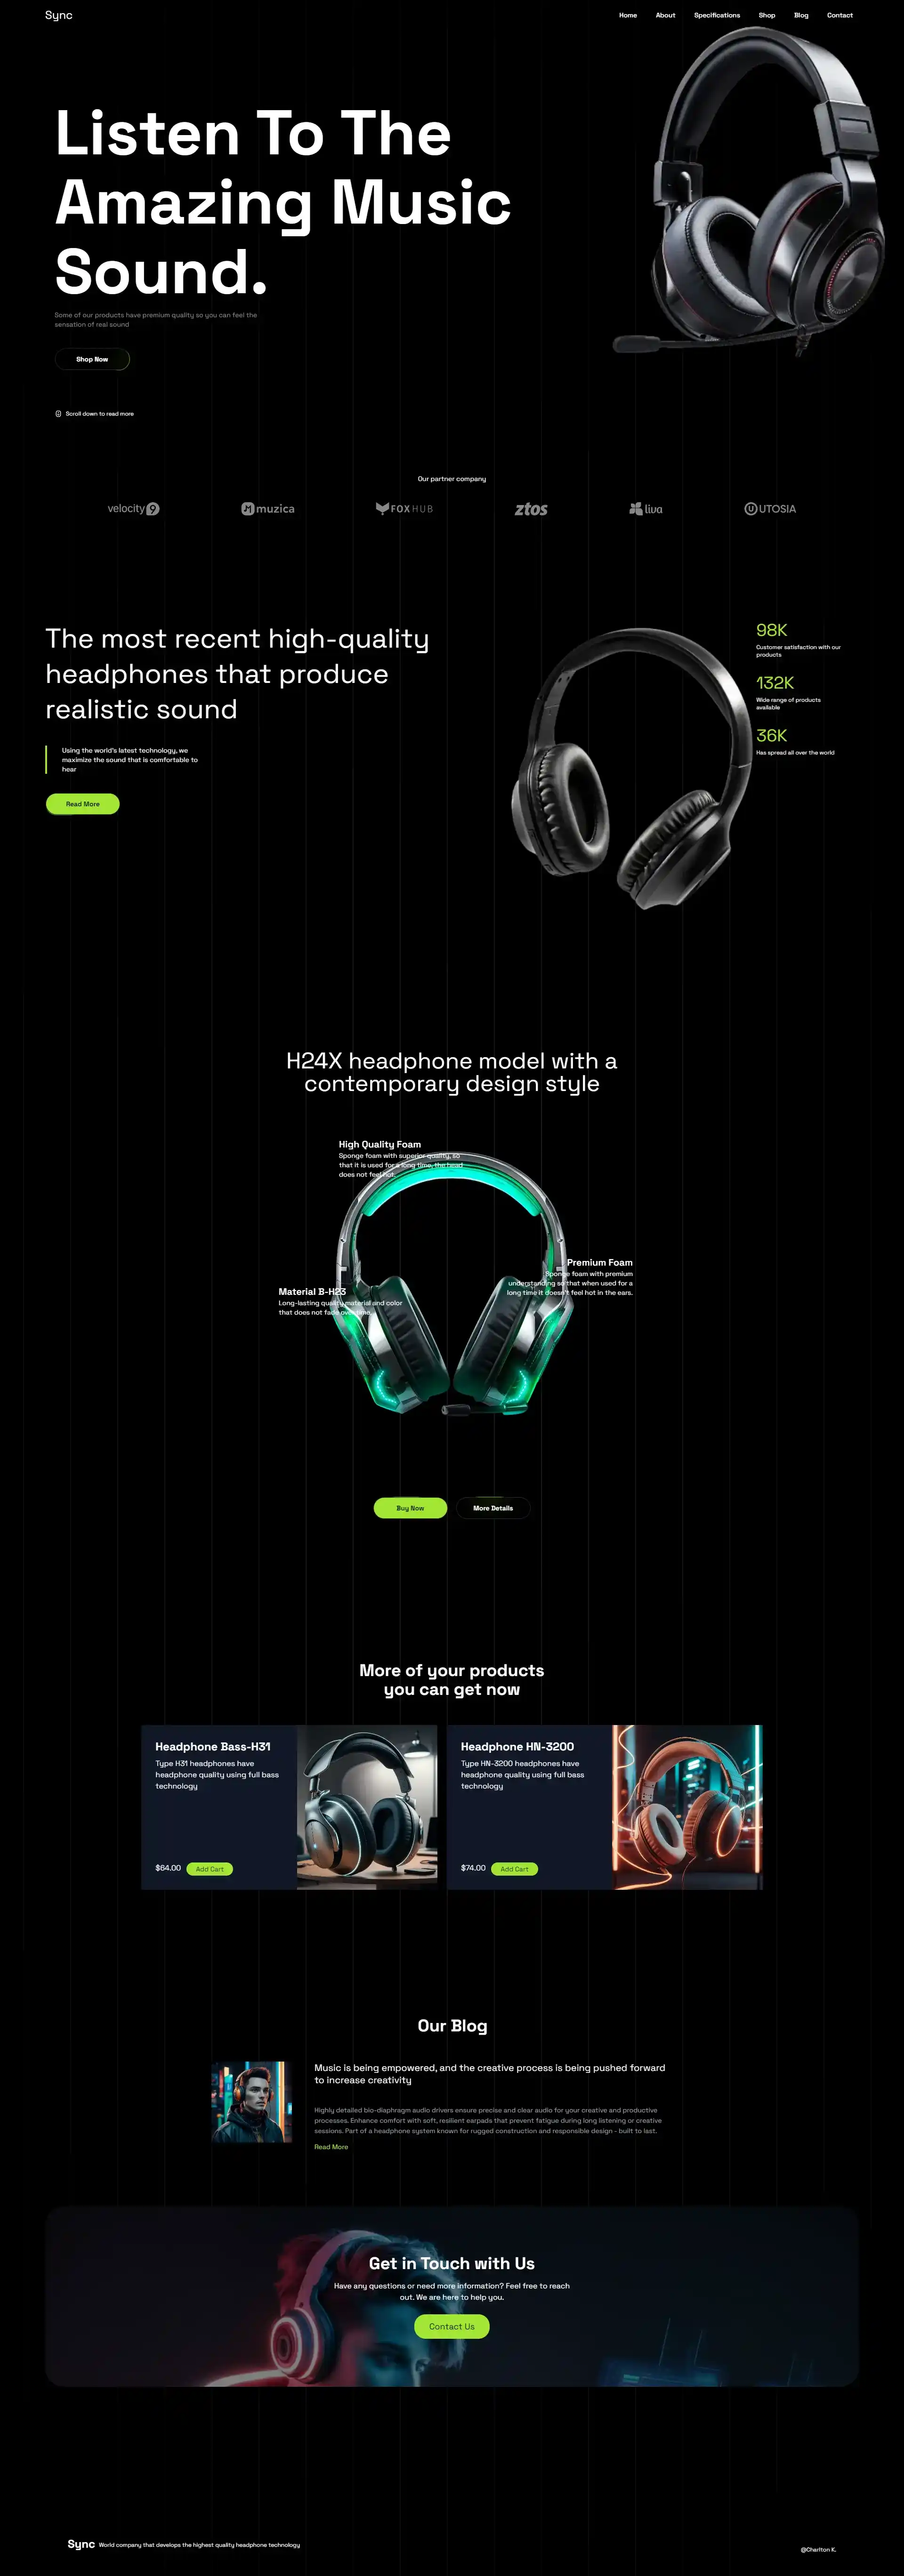 Sync
Home About Specifications Shop Blog Contact
Listen To The
Amazing Music
Sound.
Some of our products have premium quality so you can feel the
sensation of real sound
Shop Now
Scroll down to read more
Our partner company
velocity 9
muzica
FOXHUB
ztos
liva
UTOSIA
The most recent high-quality
headphones that produce
realistic sound
Using the world's latest technology, we
maximize the sound that is comfortable to
hear
Read More
98K
Customer satisfaction with our
products
132K
Wide range of products
available
36K
Has spread all over the world
H24X headphone model with a
contemporary design style
High Quality Foam
Sponge foam with superior quality, so
that it is used for a long time, the head
does not feel hot.
Premium Foam
Sponge foam with premium
understanding so that when used for a
long time it doesn't feel hot in the ears.
Material B-H23
Long-lasting quality material and color
that does not fade over time.
Buy Now
More Details
More of your products
you can get now
Headphone Bass-H31
Type H31 headphones have
headphone quality using full bass
technology
$64.00 Add Cart
Headphone HN-3200
Type HN-3200 headphones have
headphone quality using full bass
technology
$74.00 Add Cart
Our Blog
Music is being empowered, and the creative process is being pushed forward
to increase creativity
Highly detailed bio-diaphragm audio drivers ensure precise and clear audio for your creative and productive
processes. Enhance comfort with soft, resilient earpads that prevent fatigue during long listening or creative
sessions. Part of a headphone system known for rugged construction and responsible design - built to last.
Read More
Get in Touch with Us
Have any questions or need more information? Feel free to reach
out. We are here to help you.
Contact Us
Sync World company that develops the highest quality headphone technology
@Charlton K.